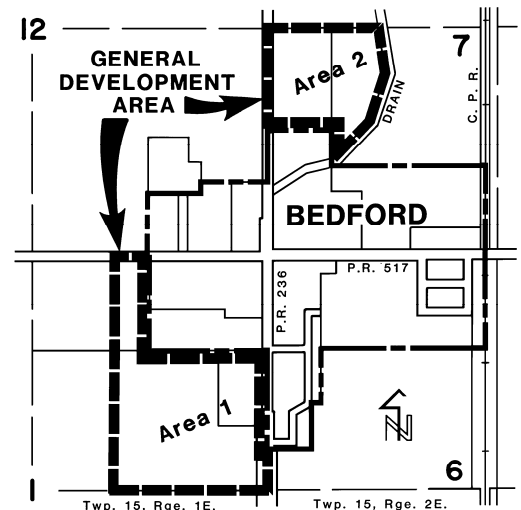 12
7
GENERAL
DEVELOPMENT
AREA
Area 2
DRAIN
C. P. R.
BEDFORD
P.R. 517
P.R. 236
Area 1
N
1
6
Twp. 15, Rge. 1E.
Twp. 15, Rge. 2E.